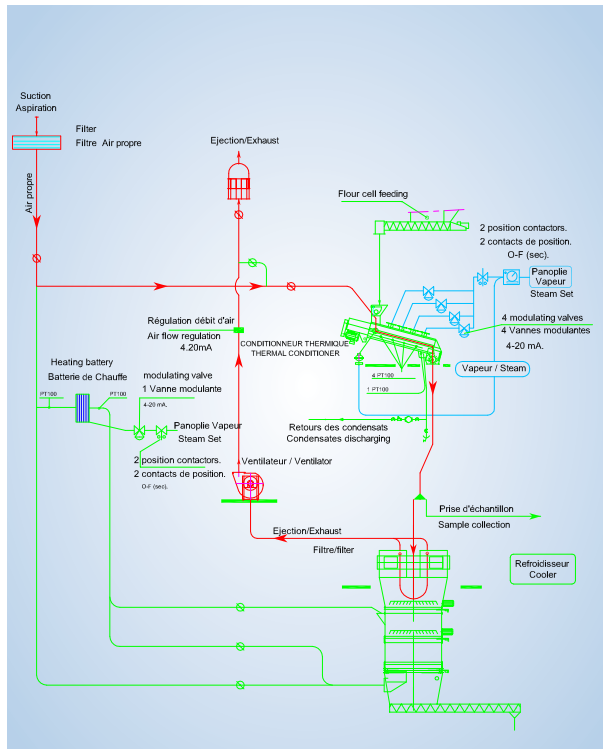 Suction
Aspiration
Filter
Filtre Air propre
Air propre
Ejection/Exhaust
Flour cell feeding
2 position contactors.
2 contacts de position.
O-F (sec).
Panoplie
Vapeur
Steam Set
4 modulating valves
4 Vannes modulantes
4-20 mA.
Régulation débit d'air
Air flow regulation
4.20mA
CONDITIONNEUR THERMIQUE
THERMAL CONDITIONER
Vapeur / Steam
4 PT100
1 PT100
Heating battery
Batterie de Chauffe
PT100
PT100
modulating valve
1 Vanne modulante
4-20 mA.
Panoplie Vapeur
Steam Set
2 position contactors.
2 contacts de position.
O-F (sec).
Retours des condensats
Condensates discharging
Ventilateur / Ventilator
Prise d'échantillon
Sample collection
Ejection/Exhaust
Filtre/filter
Refroidisseur
Cooler